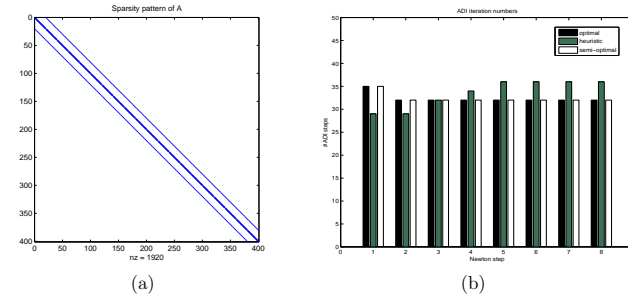 Sparsity pattern of A
0
50
100
150
200
250
300
350
400
0 50 100 150 200 250 300 350 400
nz = 1920
(a)
ADI iteration numbers
50
45
40
35
30
25
20
15
10
5
0
#ADI steps
optimal
heuristic
semi-optimal
0 1 2 3 4 5 6 7 8 9
Newton step
(b)